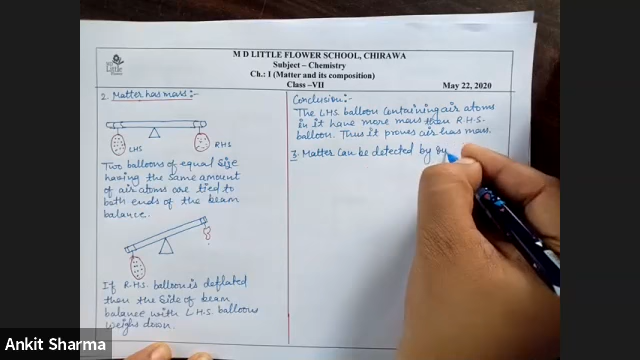 M D LITTLE FLOWER SCHOOL, CHIRAWA
Subject – Chemistry
Ch.: I (Matter and its composition)
Class –VII
May 22, 2020
Little
2. Matter has mass:-
LHS
RHS
Two balloons of equal size
having the same amount
of air atoms are tied to
both ends of the beam
balance.
If R.H.S. balloon is deflated
then the side of beam
balance with L.H.S. balloons
weighs down.
Conclusion:-
The LHS balloon containing air atoms
in it have more mass then R.H.S.
balloon. Thus it proves air has mass.
3. Matter can be detected by
Ankit Sharma